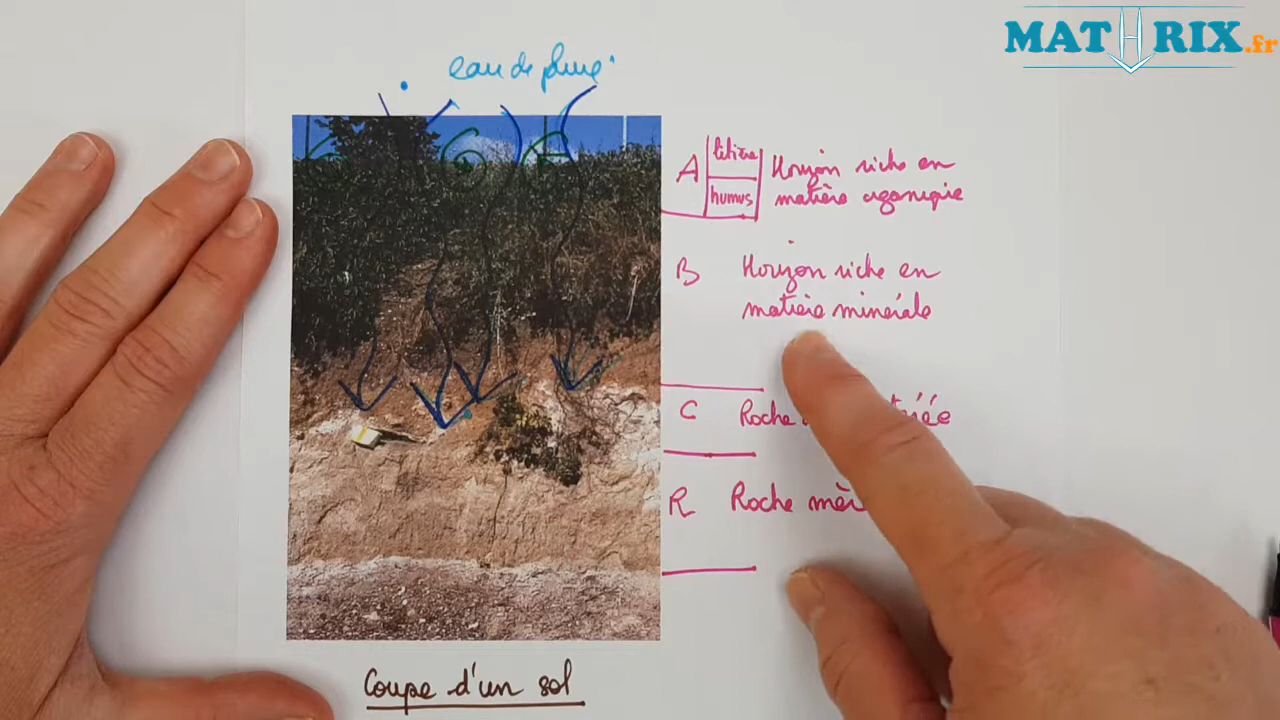 MATHRIX.fr
eau de pluie
A
litière
humus
Horizon riche en
matière organique
B
Horizon riche en
matière minérale
C Roche
R Roche
Coupe d'un sol